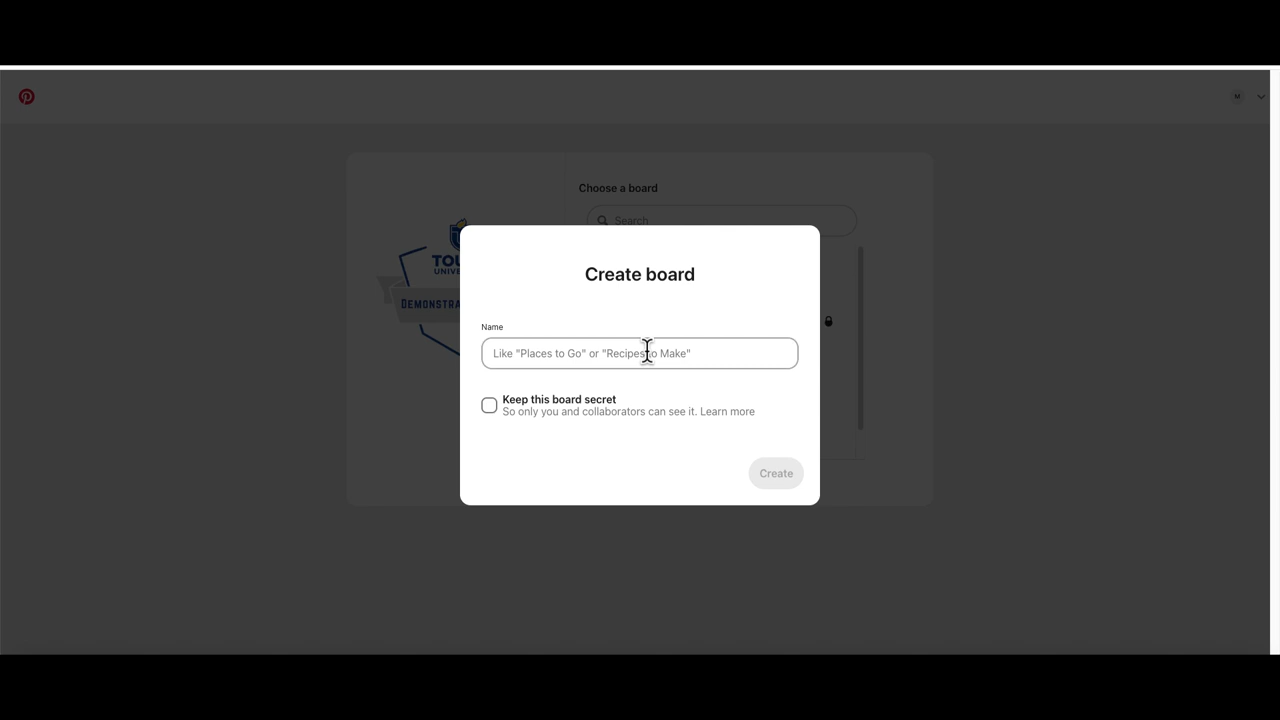 M
Choose a board
Search
TOU
UNIVE
DEMONSTRA
Create board
Name
Like "Places to Go" or "Recipes to Make"
Keep this board secret
So only you and collaborators can see it. Learn more
Create